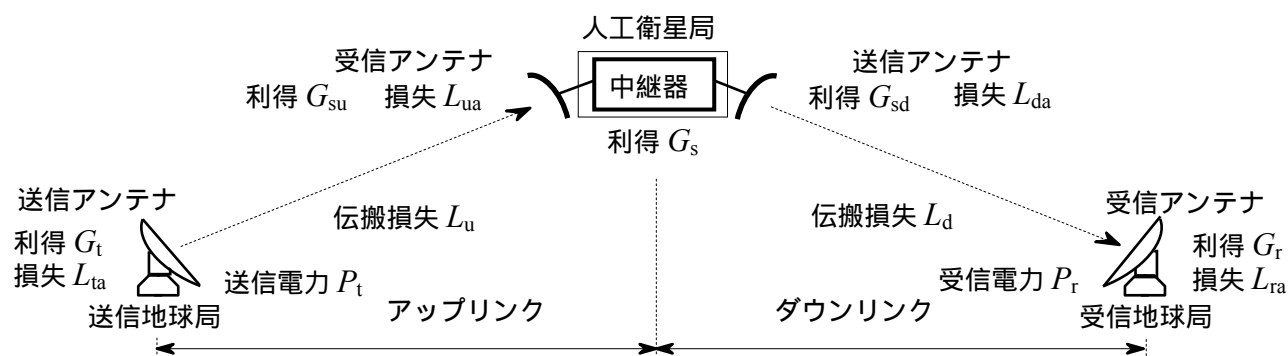 人工衛星局
受信アンテナ
利得 Gsu 損失 Lua
中継器
利得 Gs
送信アンテナ
利得 Gsd 損失 Lda
送信アンテナ
利得 Gt
損失 Lta
送信地球局
送信電力 Pt
伝搬損失 Lu
伝搬損失 Ld
受信アンテナ
利得 Gr
損失 Lra
受信電力 Pr
受信地球局
アップリンク
ダウンリンク